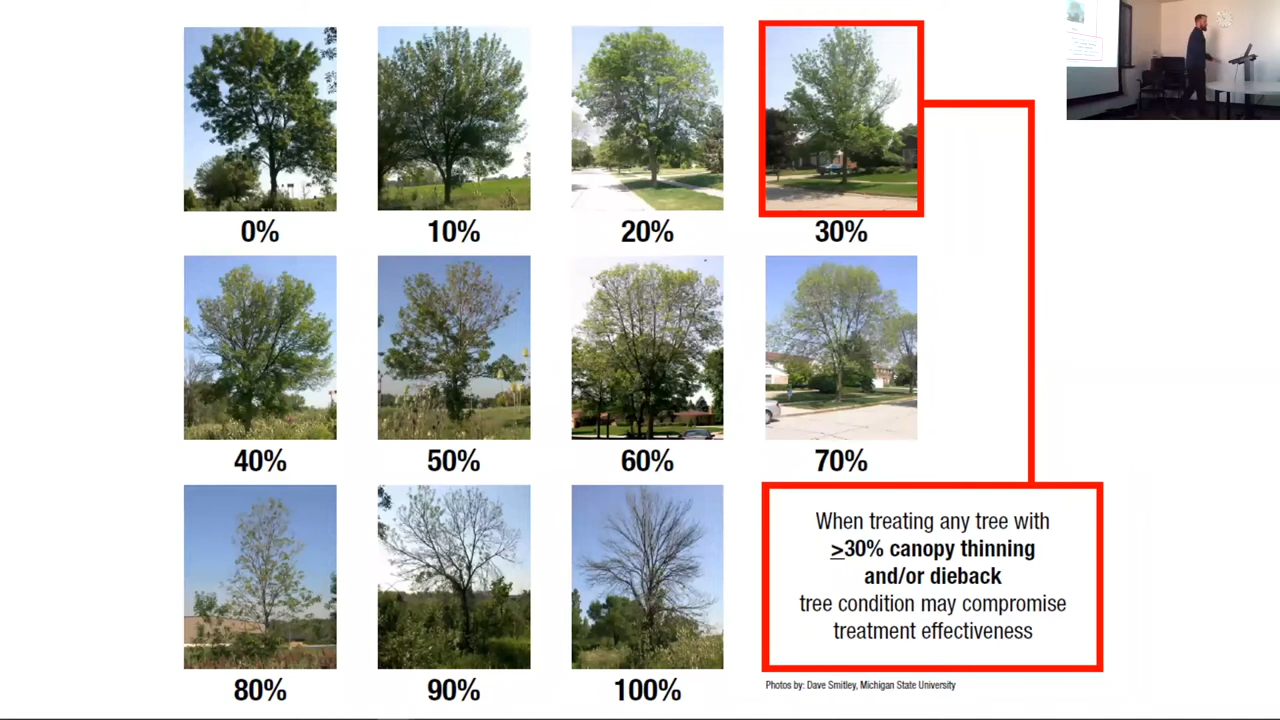 0%
10%
20%
30%
40%
50%
60%
70%
80%
90%
100%
When treating any tree with
≥30% canopy thinning
and/or dieback
tree condition may compromise
treatment effectiveness
Photos by: Dave Smitley, Michigan State University